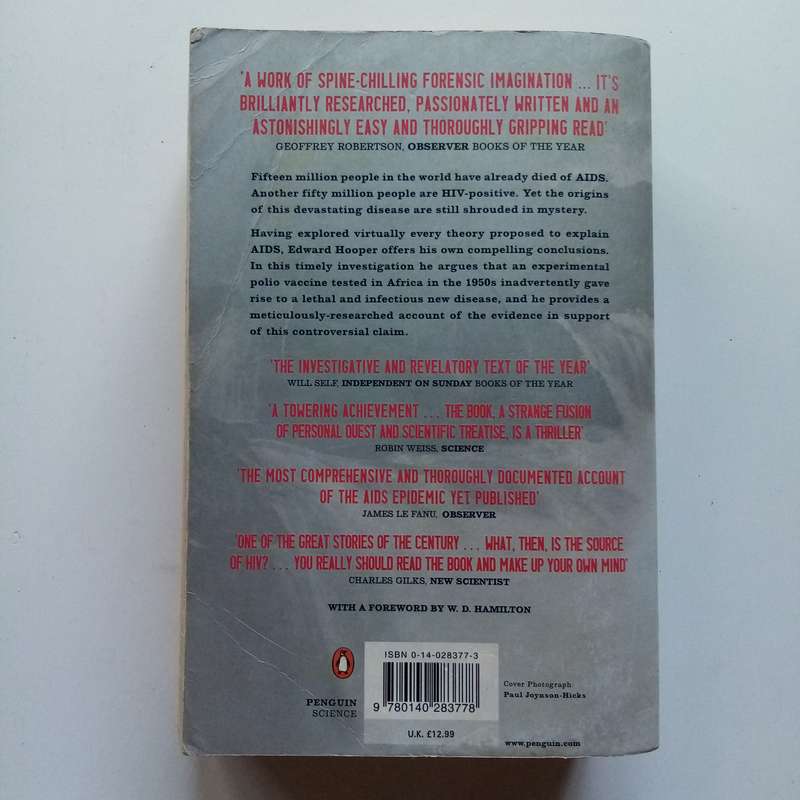 'A WORK OF SPINE-CHILLING FORENSIC IMAGINATION ... IT'S
BRILLIANTLY RESEARCHED, PASSIONATELY WRITTEN AND AN
ASTONISHINGLY EASY AND THOROUGHLY GRIPPING READ'
GEOFFREY ROBERTSON, OBSERVER BOOKS OF THE YEAR
Fifteen million people in the world have already died of AIDS.
Another fifty million people are HIV-positive. Yet the origins
of this devastating disease are still shrouded in mystery.
Having explored virtually every theory proposed to explain
AIDS, Edward Hooper offers his own compelling conclusions.
In this timely investigation he argues that an experimental
polio vaccine tested in Africa in the 1950s inadvertently gave
rise to a lethal and infectious new disease, and he provides a
meticulously-researched account of the evidence in support
of this controversial claim.
'THE INVESTIGATIVE AND REVELATORY TEXT OF THE YEAR'
WILL SELF, INDEPENDENT ON SUNDAY BOOKS OF THE YEAR
'A TOWERING ACHIEVEMENT ... THE BOOK, A STRANGE FUSION
OF PERSONAL QUEST AND SCIENTIFIC TREATISE, IS A THRILLER'
ROBIN WEISS, SCIENCE
'THE MOST COMPREHENSIVE AND THOROUGHLY DOCUMENTED ACCOUNT
OF THE AIDS EPIDEMIC YET PUBLISHED'
JAMES LE FANU, OBSERVER
'ONE OF THE GREAT STORIES OF THE CENTURY ... WHAT, THEN, IS THE SOURCE
OF HIV? ... YOU REALLY SHOULD READ THE BOOK AND MAKE UP YOUR OWN MIND'
CHARLES GILKS, NEW SCIENTIST
WITH A FOREWORD BY W. D. HAMILTON
PENGUIN
SCIENCE
ISBN 0-14-028377-3
9 780140 283778
U.K. £12.99
Cover Photograph
Paul Joynson-Hicks
www.penguin.com